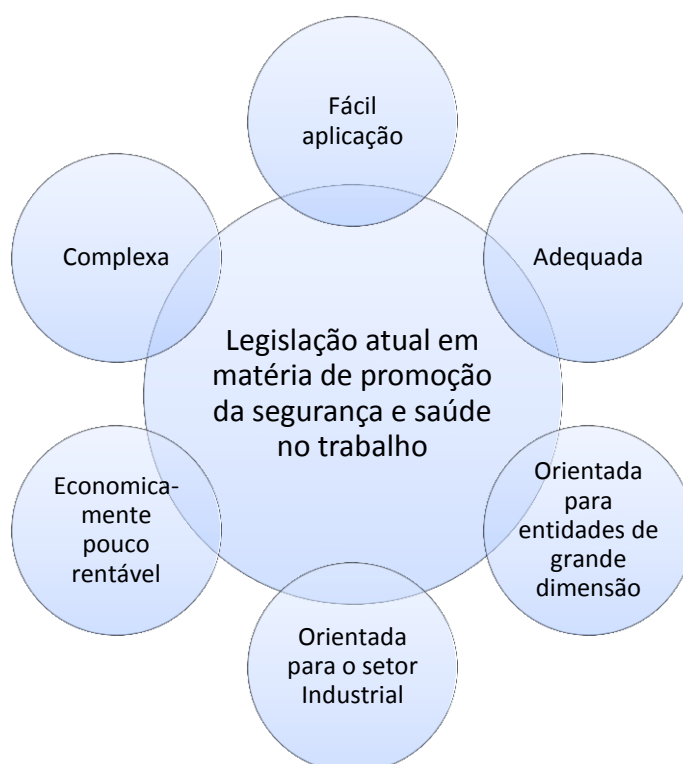 Fácil
aplicação
Complexa
Adequada
Legislação atual em
matéria de promoção
da segurança e saúde
no trabalho
Economica-
mente
pouco
rentável
Orientada
para
entidades de
grande
dimensão
Orientada
para o setor
Industrial